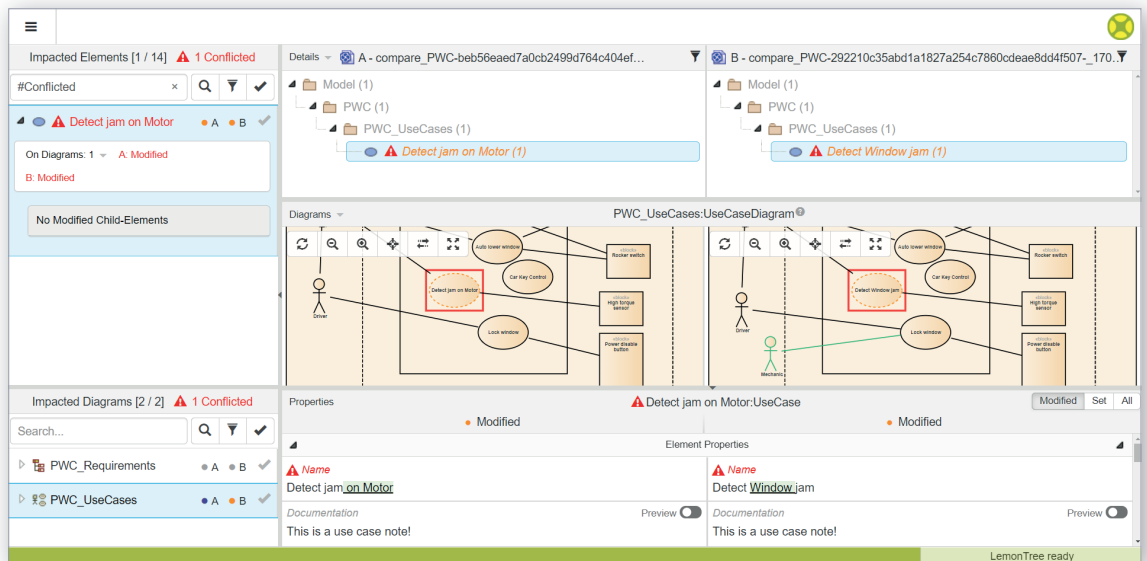 Impacted Elements [1 / 14] 1 Conflicted
#Conflicted ×
Detect jam on Motor A B
On Diagrams: 1 A: Modified
B: Modified
No Modified Child-Elements
Details A - compare_PWC-beb56eaed7a0cb2499d764c404ef…
Model (1)
PWC (1)
PWC_UseCases (1)
Detect jam on Motor (1)
B - compare_PWC-292210c35abd1a1827a254c7860cdeae8dd4f507-_170..
Model (1)
PWC (1)
PWC_UseCases (1)
Detect Window jam (1)
Diagrams PWC_UseCases:UseCaseDiagram
Auto lower window
«block»
Rocker switch
Car Key Control
Detect jam on Motor
«block»
High torque
sensor
Driver
Lock window
«block»
Power disable
button
Auto lower window
«block»
Rocker switch
Car Key Control
Detect Window jam
«block»
High torque
sensor
Driver
Lock window
«block»
Power disable
button
Mechanic
Impacted Diagrams [2 / 2] 1 Conflicted
Search...
PWC_Requirements A B
PWC_UseCases A B
Properties Detect jam on Motor:UseCase Modified Set All
Modified Modified
Element Properties
Name
Detect jam on Motor
Documentation Preview
This is a use case note!
Name
Detect Window jam
Documentation Preview
This is a use case note!
LemonTree ready